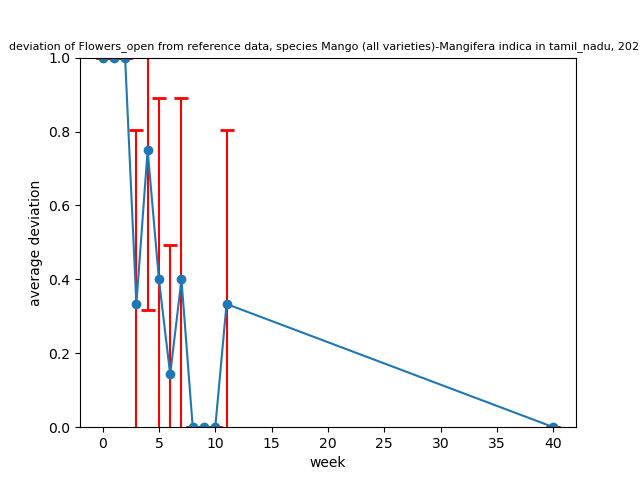 deviation of Flowers_open from reference data, species Mango (all varieties)-Mangifera indica in tamil_nadu, 202
1.0
0.8
0.6
0.4
0.2
0.0
average deviation
0 5 10 15 20 25 30 35 40
week